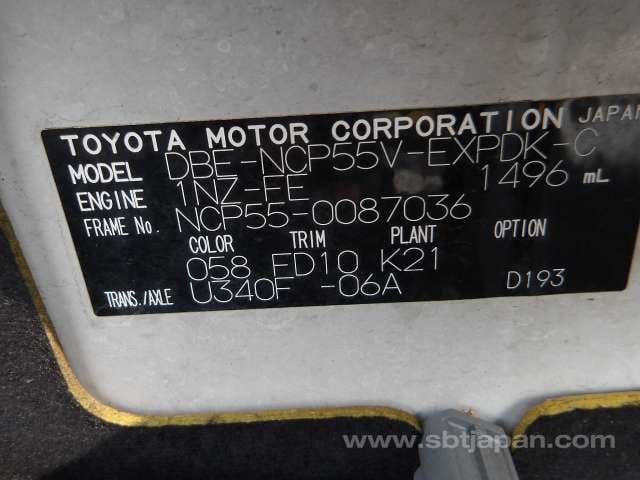 TOYOTA MOTOR CORPORATION JAPAN
MODEL DBE-NCP55V-EXPDK-C
ENGINE 1NZ-FE 1496 mL
FRAME No. NCP55-0087036
COLOR TRIM PLANT OPTION
058 FD10 K21
TRANS./AXLE U340F -06A D193
www.sbtjapan.com